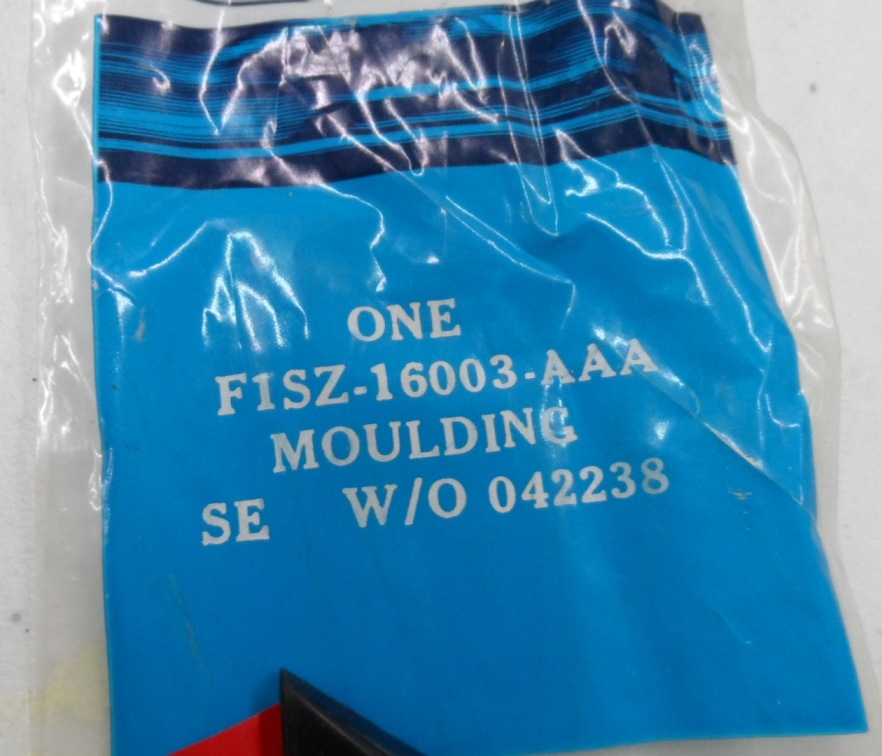 ONE
F1SZ-16003-AAA
MOULDING
SE W/O 042238